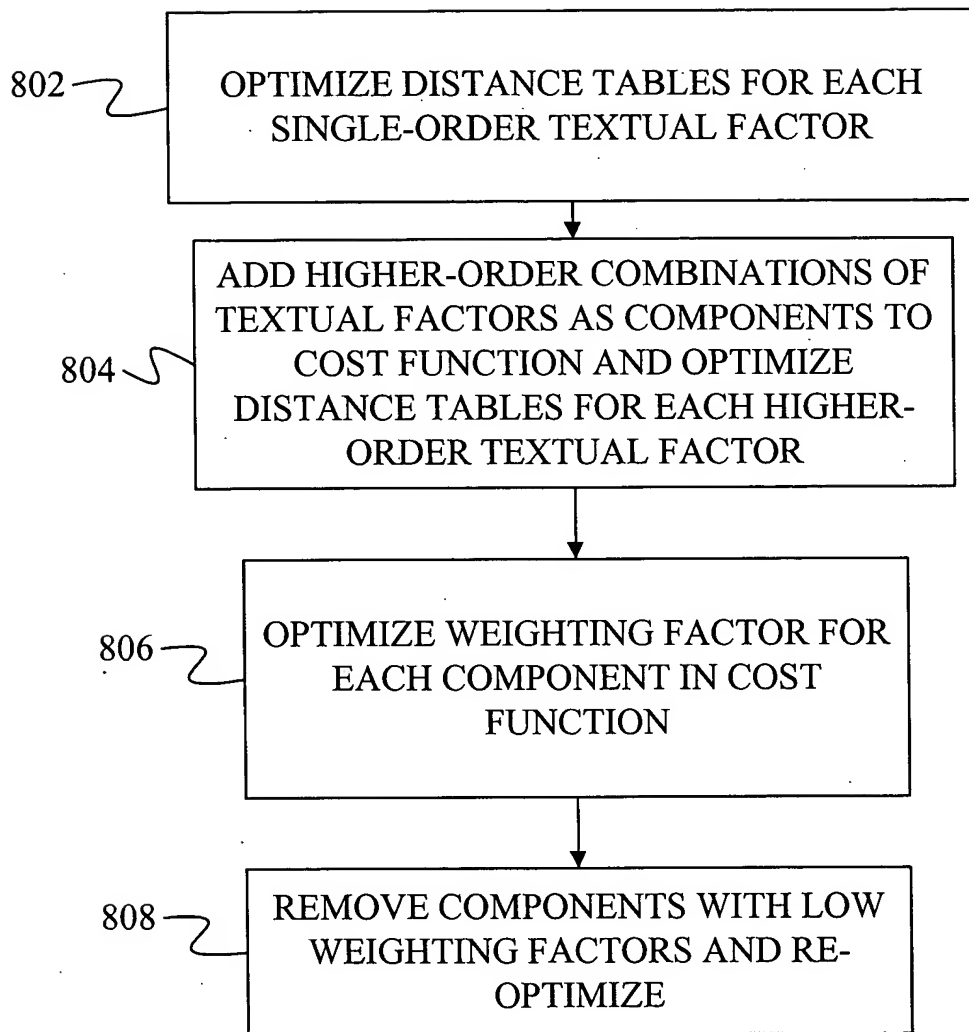 802
OPTIMIZE DISTANCE TABLES FOR EACH
SINGLE-ORDER TEXTUAL FACTOR
804
ADD HIGHER-ORDER COMBINATIONS OF
TEXTUAL FACTORS AS COMPONENTS TO
COST FUNCTION AND OPTIMIZE
DISTANCE TABLES FOR EACH HIGHER-
ORDER TEXTUAL FACTOR
806
OPTIMIZE WEIGHTING FACTOR FOR
EACH COMPONENT IN COST
FUNCTION
808
REMOVE COMPONENTS WITH LOW
WEIGHTING FACTORS AND RE-
OPTIMIZE